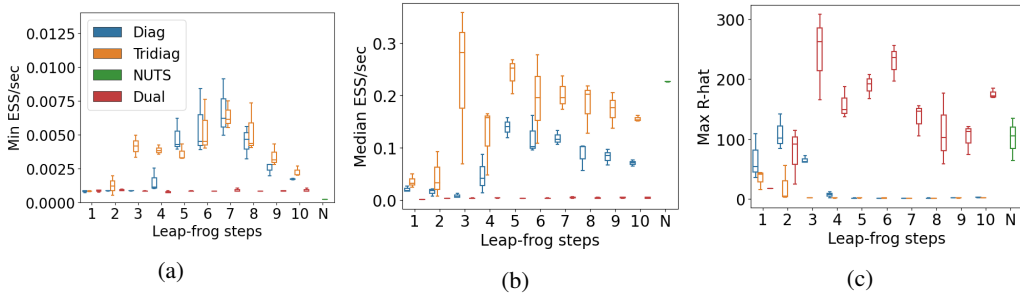 Min ESS/sec
0.0125
0.0100
0.0075
0.0050
0.0025
0.0000
Diag
Tridiag
NUTS
Dual
1 2 3 4 5 6 7 8 9 10 N
Leap-frog steps
(a)
Median ESS/sec
0.3
0.2
0.1
0.0
1 2 3 4 5 6 7 8 9 10 N
Leap-frog steps
(b)
Max R-hat
300
200
100
0
1 2 3 4 5 6 7 8 9 10 N
Leap-frog steps
(c)